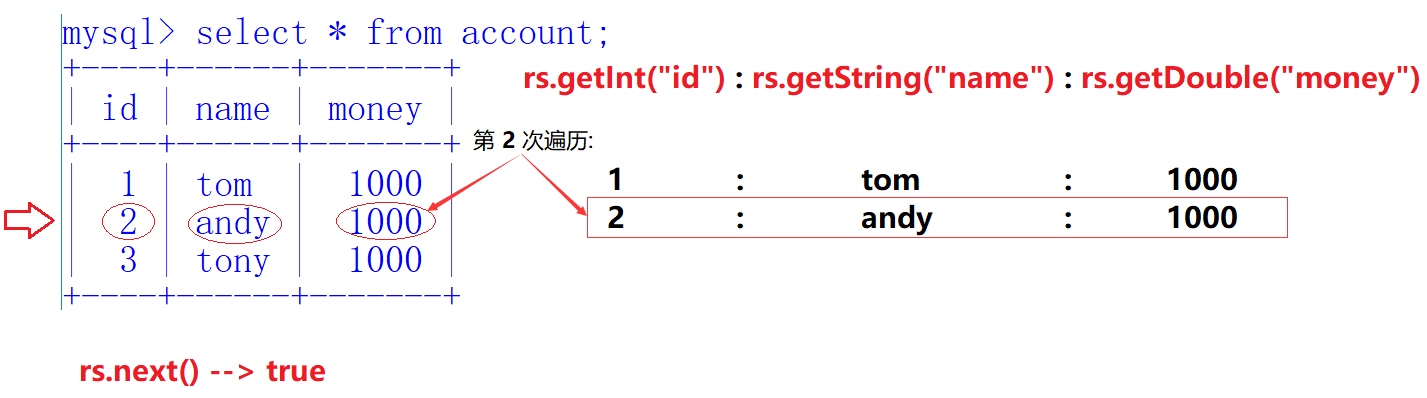 mysql> select * from account;
+----+------+-------+
rs.getInt("id") : rs.getString("name") : rs.getDouble("money")
| id | name | money |
+----+------+-------+
第 2 次遍历:
| 1 | tom | 1000 |
1 : tom : 1000
| 2 | andy | 1000 |
2 : andy : 1000
| 3 | tony | 1000 |
+----+------+-------+
rs.next() --> true